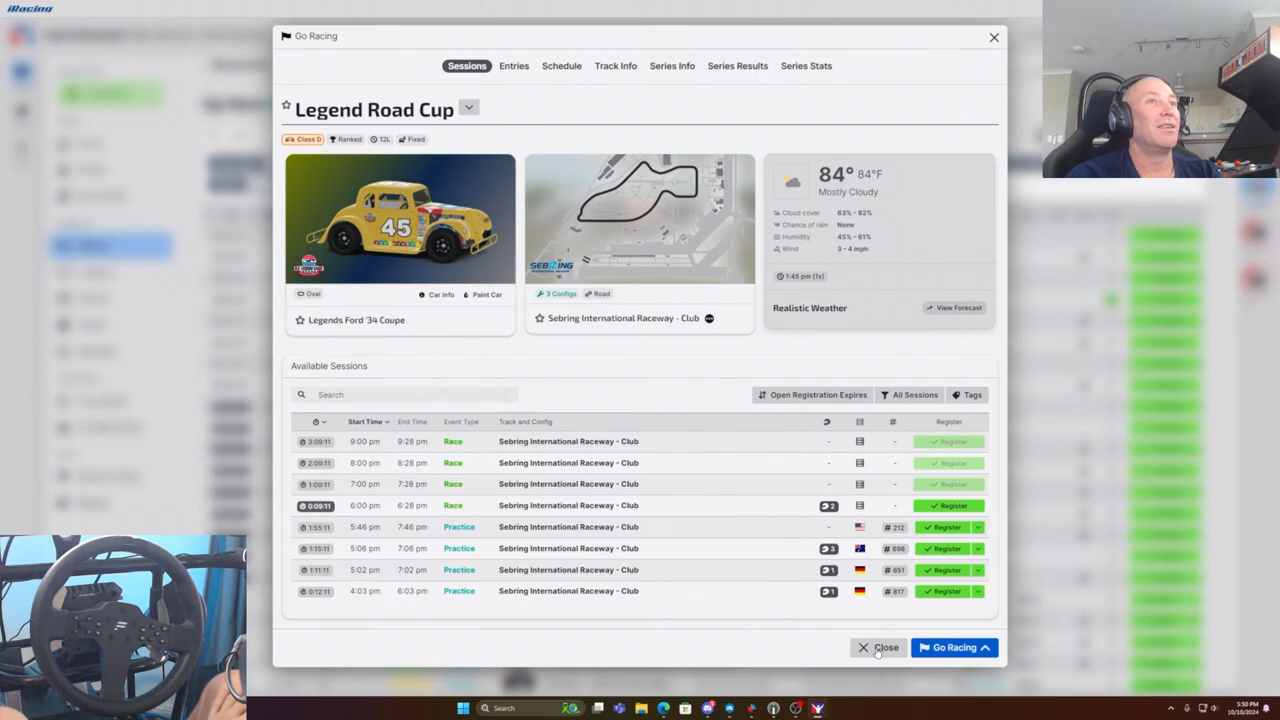 iRacing
Go Racing
Sessions Entries Schedule Track Info Series Info Series Results Series Stats
Legend Road Cup
Class D Ranked 12L Fixed
45
SEBRING
INTERNATIONAL RACEWAY
84° 84°F
Mostly Cloudy
Cloud cover 63% - 82%
Chance of rain None
Humidity 45% - 61%
Wind 3 - 4 mph
1:45 pm (1x)
Realistic Weather View Forecast
Oval Car Info Paint Car
Legends Ford '34 Coupe
3 Configs Road
Sebring International Raceway - Club
Available Sessions
Search Open Registration Expires All Sessions Tags
Start Time End Time Event Type Track and Config # Register
3:09:11 9:00 pm 9:28 pm Race Sebring International Raceway - Club - - Register
2:09:11 8:00 pm 8:28 pm Race Sebring International Raceway - Club - - Register
1:09:11 7:00 pm 7:28 pm Race Sebring International Raceway - Club - - Register
0:09:11 6:00 pm 6:28 pm Race Sebring International Raceway - Club 2 - Register
1:55:11 5:46 pm 7:46 pm Practice Sebring International Raceway - Club - # 212 Register
1:15:11 5:06 pm 7:06 pm Practice Sebring International Raceway - Club 3 # 698 Register
1:11:11 5:02 pm 7:02 pm Practice Sebring International Raceway - Club 1 # 651 Register
0:12:11 4:03 pm 6:03 pm Practice Sebring International Raceway - Club 1 # 817 Register
Close Go Racing
Search
5:50 PM
10/10/2024